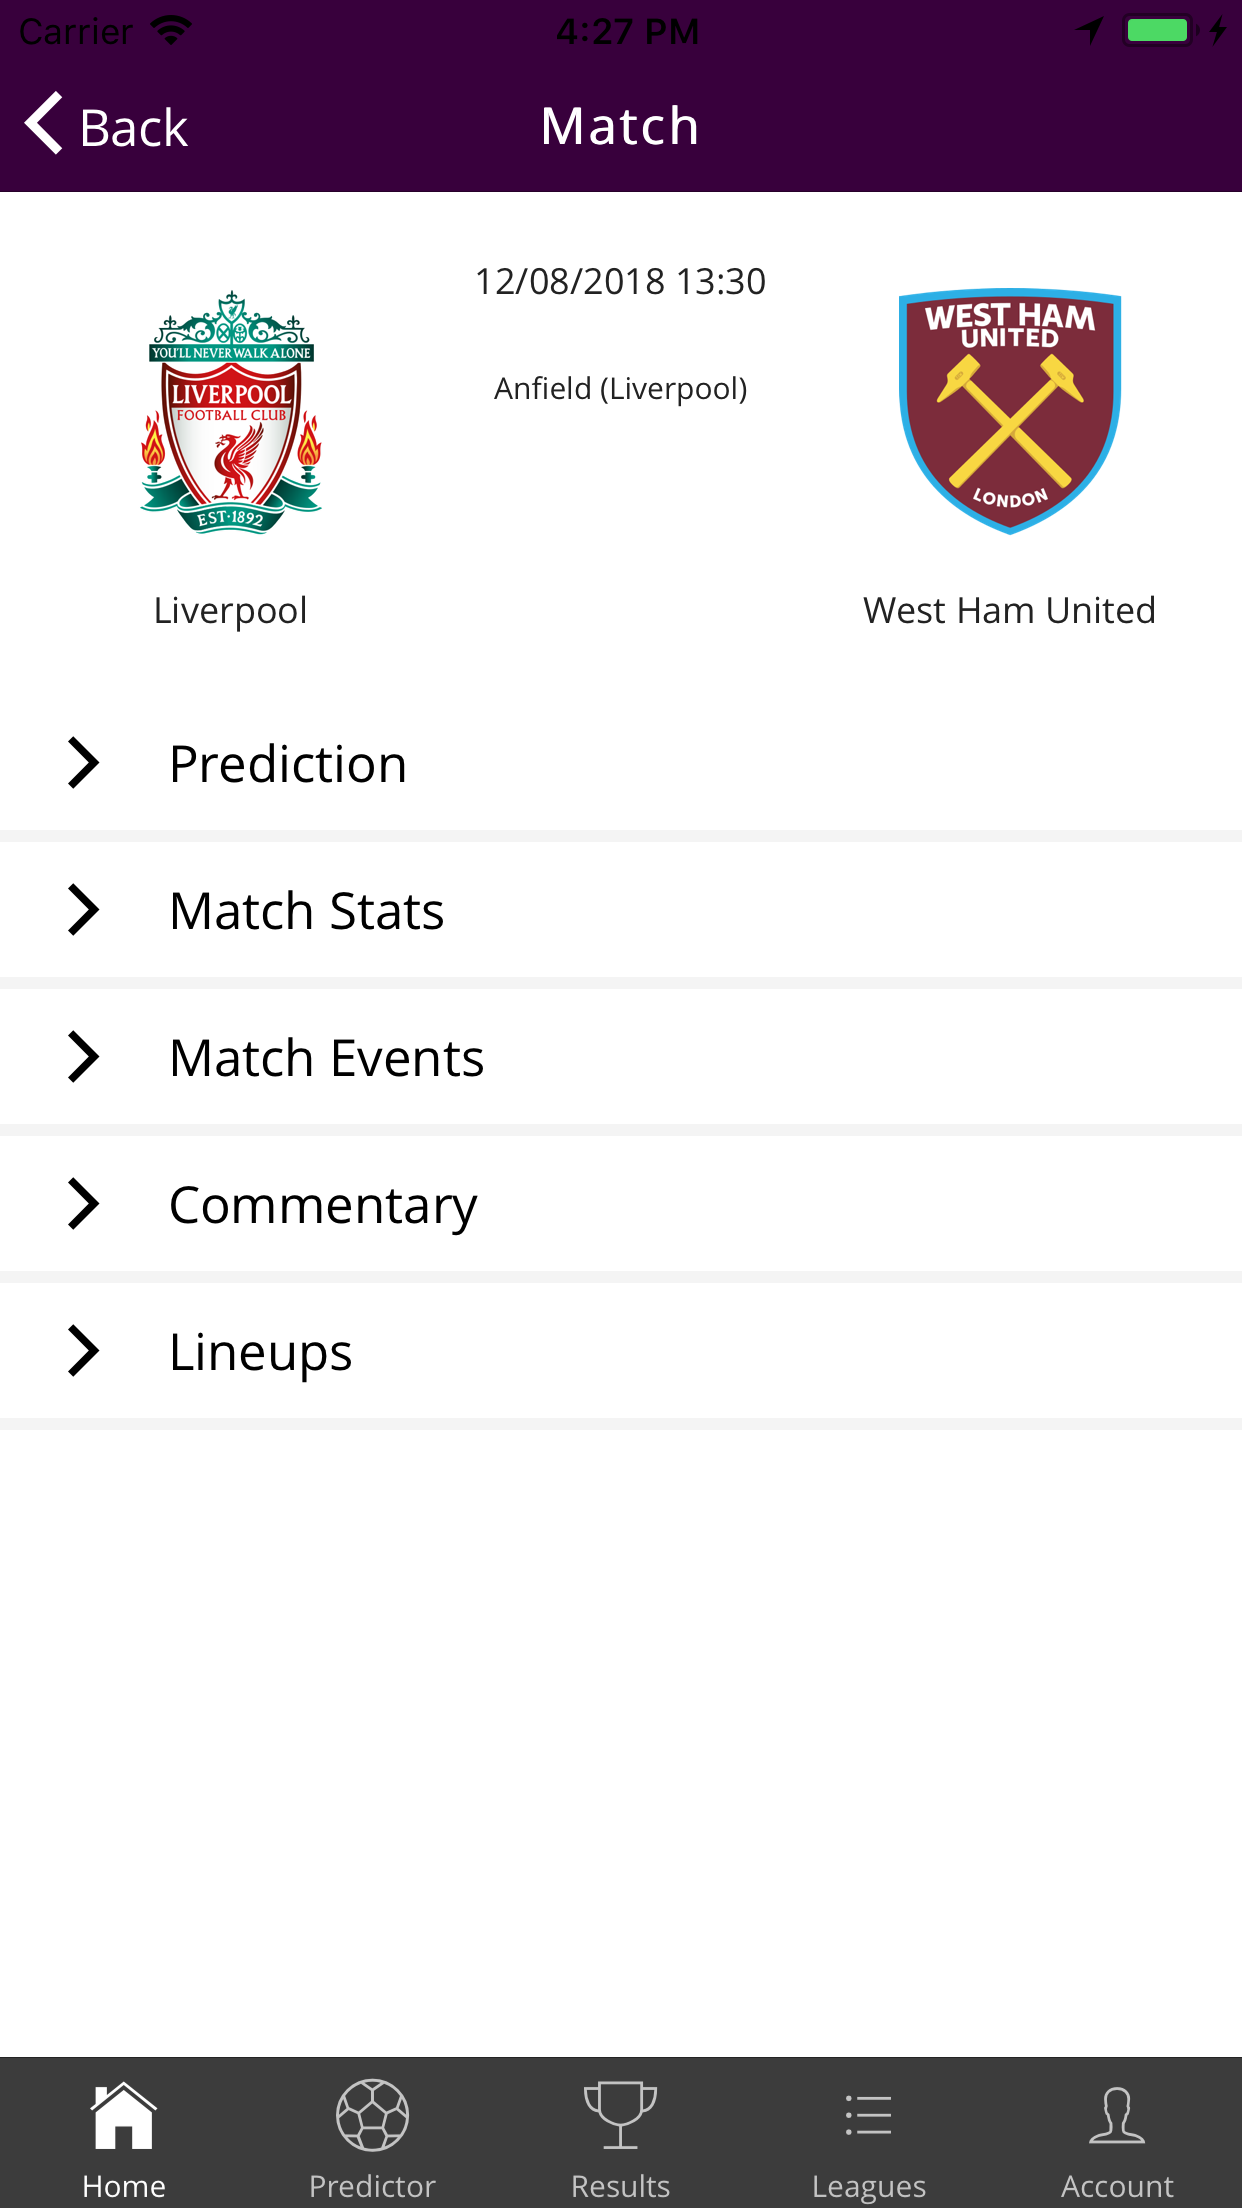 Carrier 4:27 PM
Back Match
12/08/2018 13:30
Anfield (Liverpool)
YOU'LL NEVER WALK ALONE
LIVERPOOL
FOOTBALL CLUB
EST·1892
WEST HAM
UNITED
LONDON
Liverpool
West Ham United
Prediction
Match Stats
Match Events
Commentary
Lineups
Home Predictor Results Leagues Account